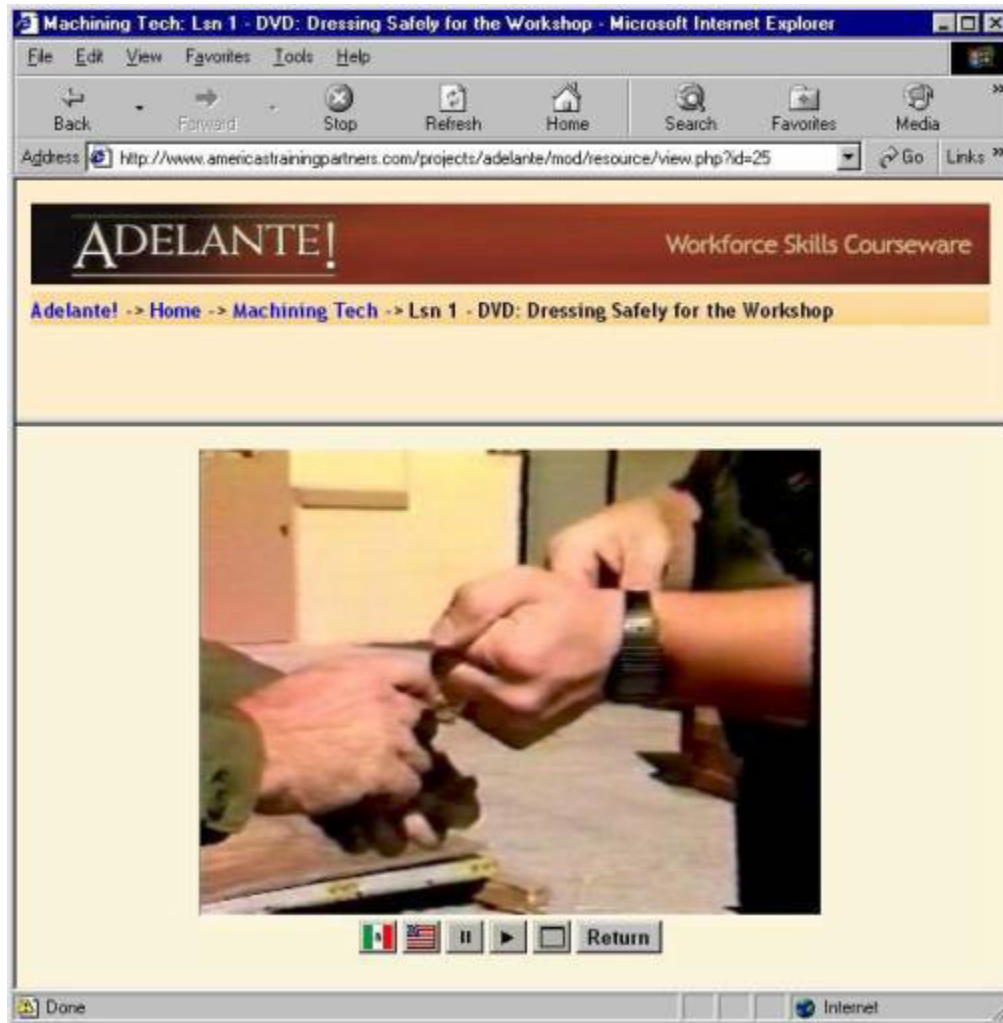 Machining Tech: Lsn 1 - DVD: Dressing Safely for the Workshop - Microsoft Internet Explorer
File Edit View Favorites Tools Help
Back Forward Stop Refresh Home Search Favorites Media »
Address http://www.americastrainingpartners.com/projects/adelante/mod/resource/view.php?id=25 Go Links »
ADELANTE! Workforce Skills Courseware
Adelante! -> Home -> Machining Tech -> Lsn 1 - DVD: Dressing Safely for the Workshop
Return
Done Internet